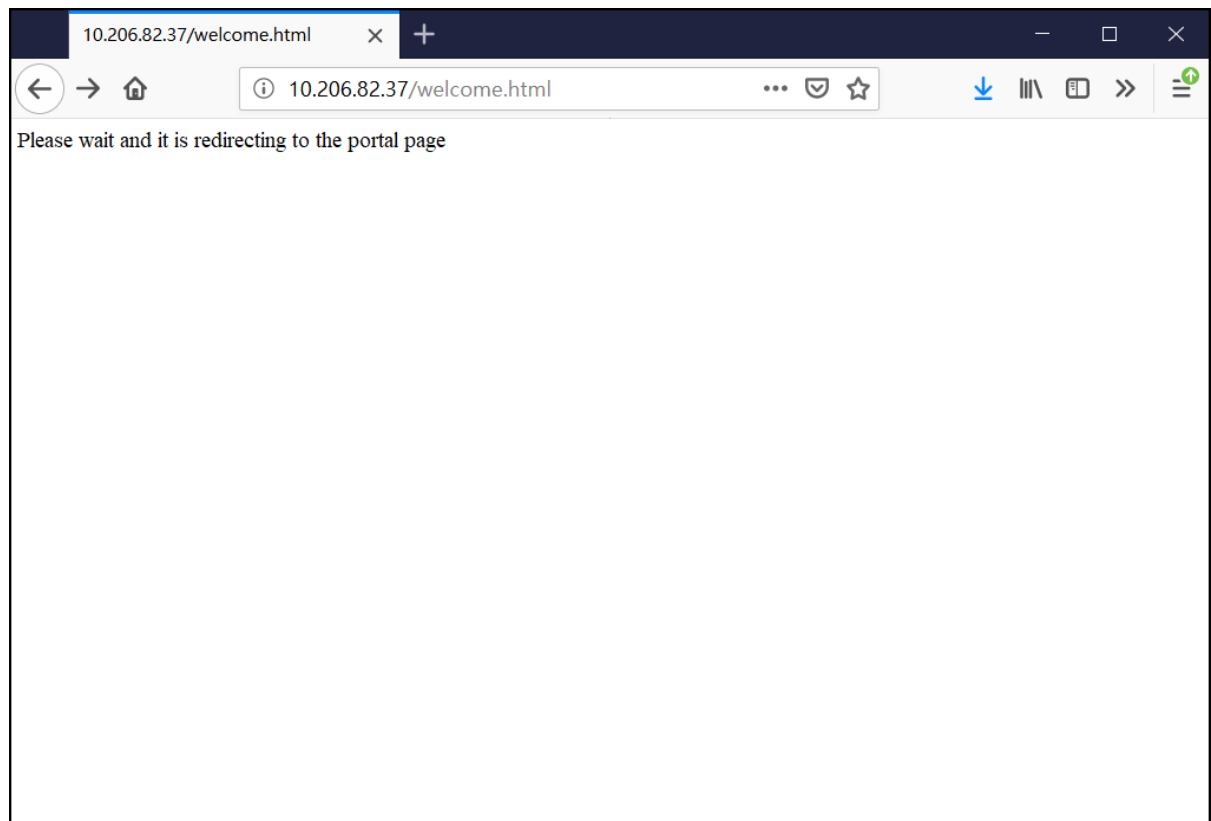 10.206.82.37/welcome.html
10.206.82.37/welcome.html
Please wait and it is redirecting to the portal page